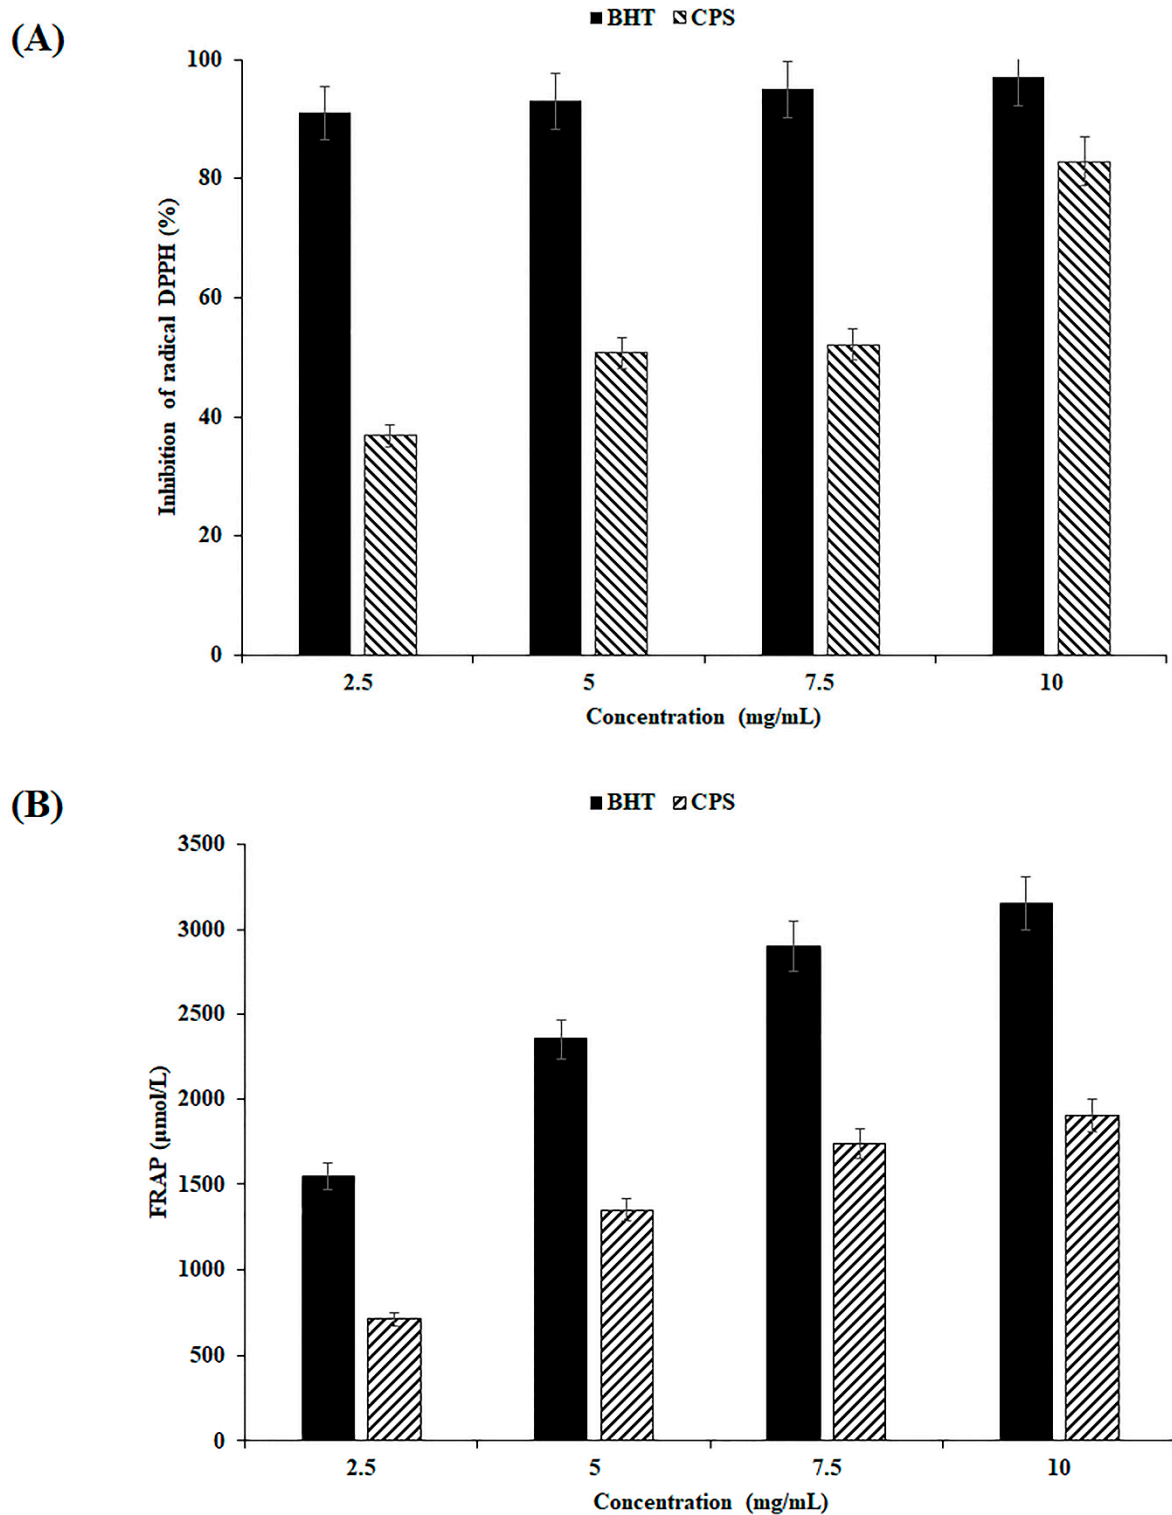 (A)
BHT CPS
100
80
60
40
20
0
Inhibition of radical DPPH (%)
2.5 5 7.5 10
Concentration (mg/mL)
(B)
BHT CPS
3500
3000
2500
2000
1500
1000
500
0
FRAP (µmol/L)
2.5 5 7.5 10
Concentration (mg/mL)